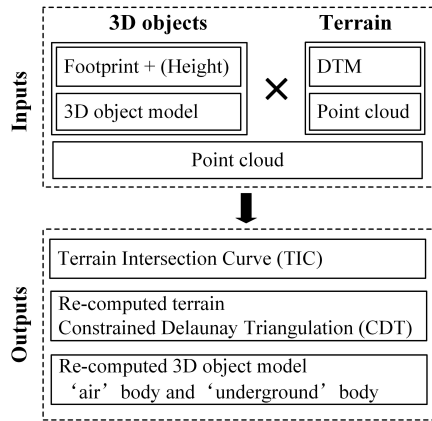 3D objects
Terrain
Inputs
Footprint + (Height)
DTM
×
3D object model
Point cloud
Point cloud
Outputs
Terrain Intersection Curve (TIC)
Re-computed terrain
Constrained Delaunay Triangulation (CDT)
Re-computed 3D object model
‘air’ body and ‘underground’ body